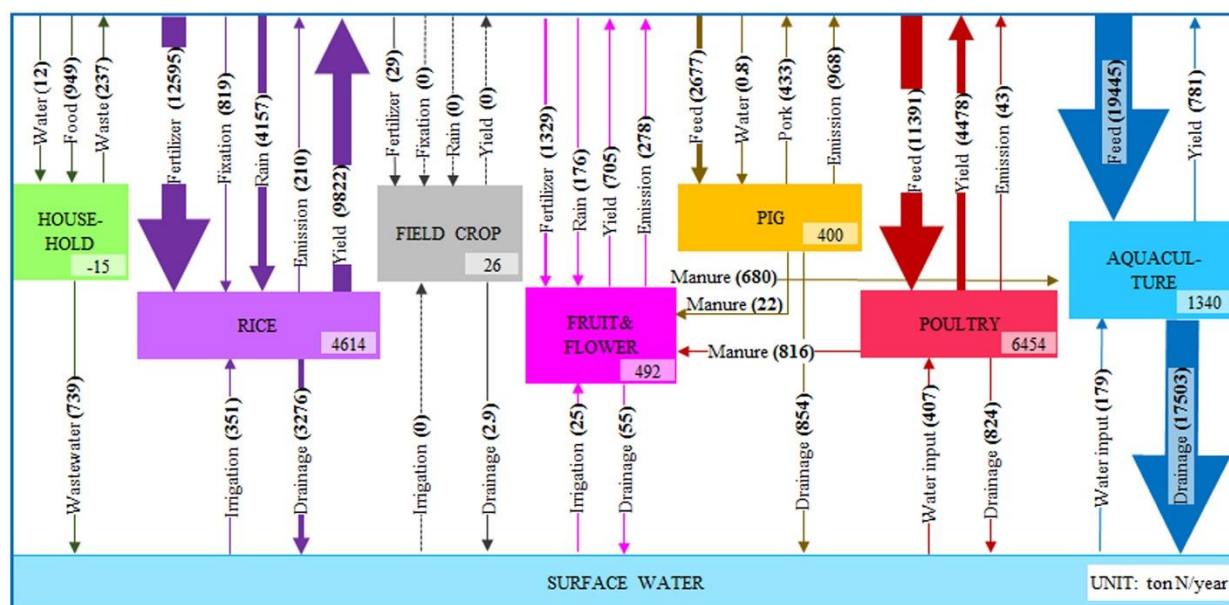 Water (12)
Food (949)
Waste (237)
Fertilizer (12595)
Fixation (819)
Rain (4157)
Emission (210)
Yield (9822)
Fertilizer (29)
Fixation (0)
Rain (0)
Yield (0)
Fertilizer (1329)
Rain (176)
Yield (705)
Emission (278)
Feed (2677)
Water (0.8)
Pork (433)
Emission (968)
Feed (11391)
Yield (4478)
Emission (43)
Feed (19445)
Yield (781)
HOUSE-
HOLD
-15
RICE
4614
FIELD CROP
26
FRUIT&
FLOWER
492
PIG
400
Manure (680)
Manure (22)
Manure (816)
POULTRY
6454
AQUACUL-
TURE
1340
Wastewater (739)
Irrigation (351)
Drainage (3276)
Irrigation (0)
Drainage (2.9)
Irrigation (25)
Drainage (55)
Drainage (854)
Water input (407)
Drainage (824)
Water input (179)
Drainage (17503)
SURFACE WATER
UNIT: ton N/year